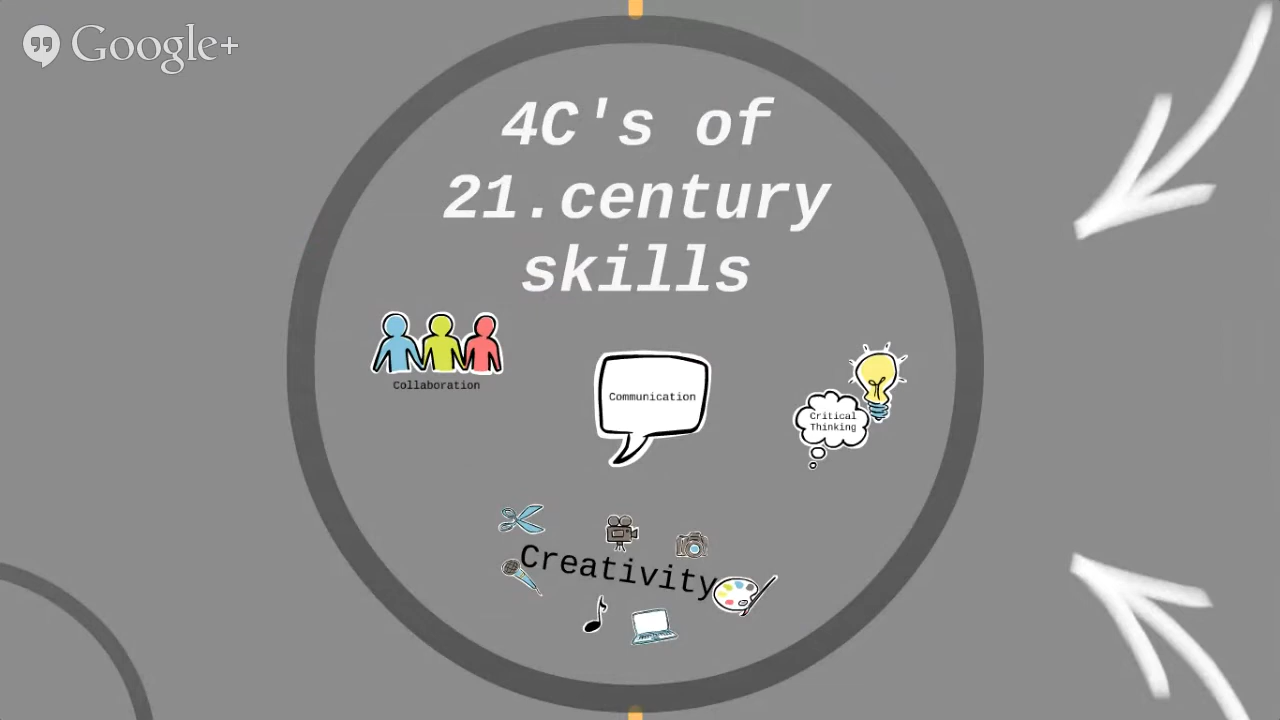 Google+
4C's of
21.century
skills
Collaboration
Communication
Critical
Thinking
Creativity